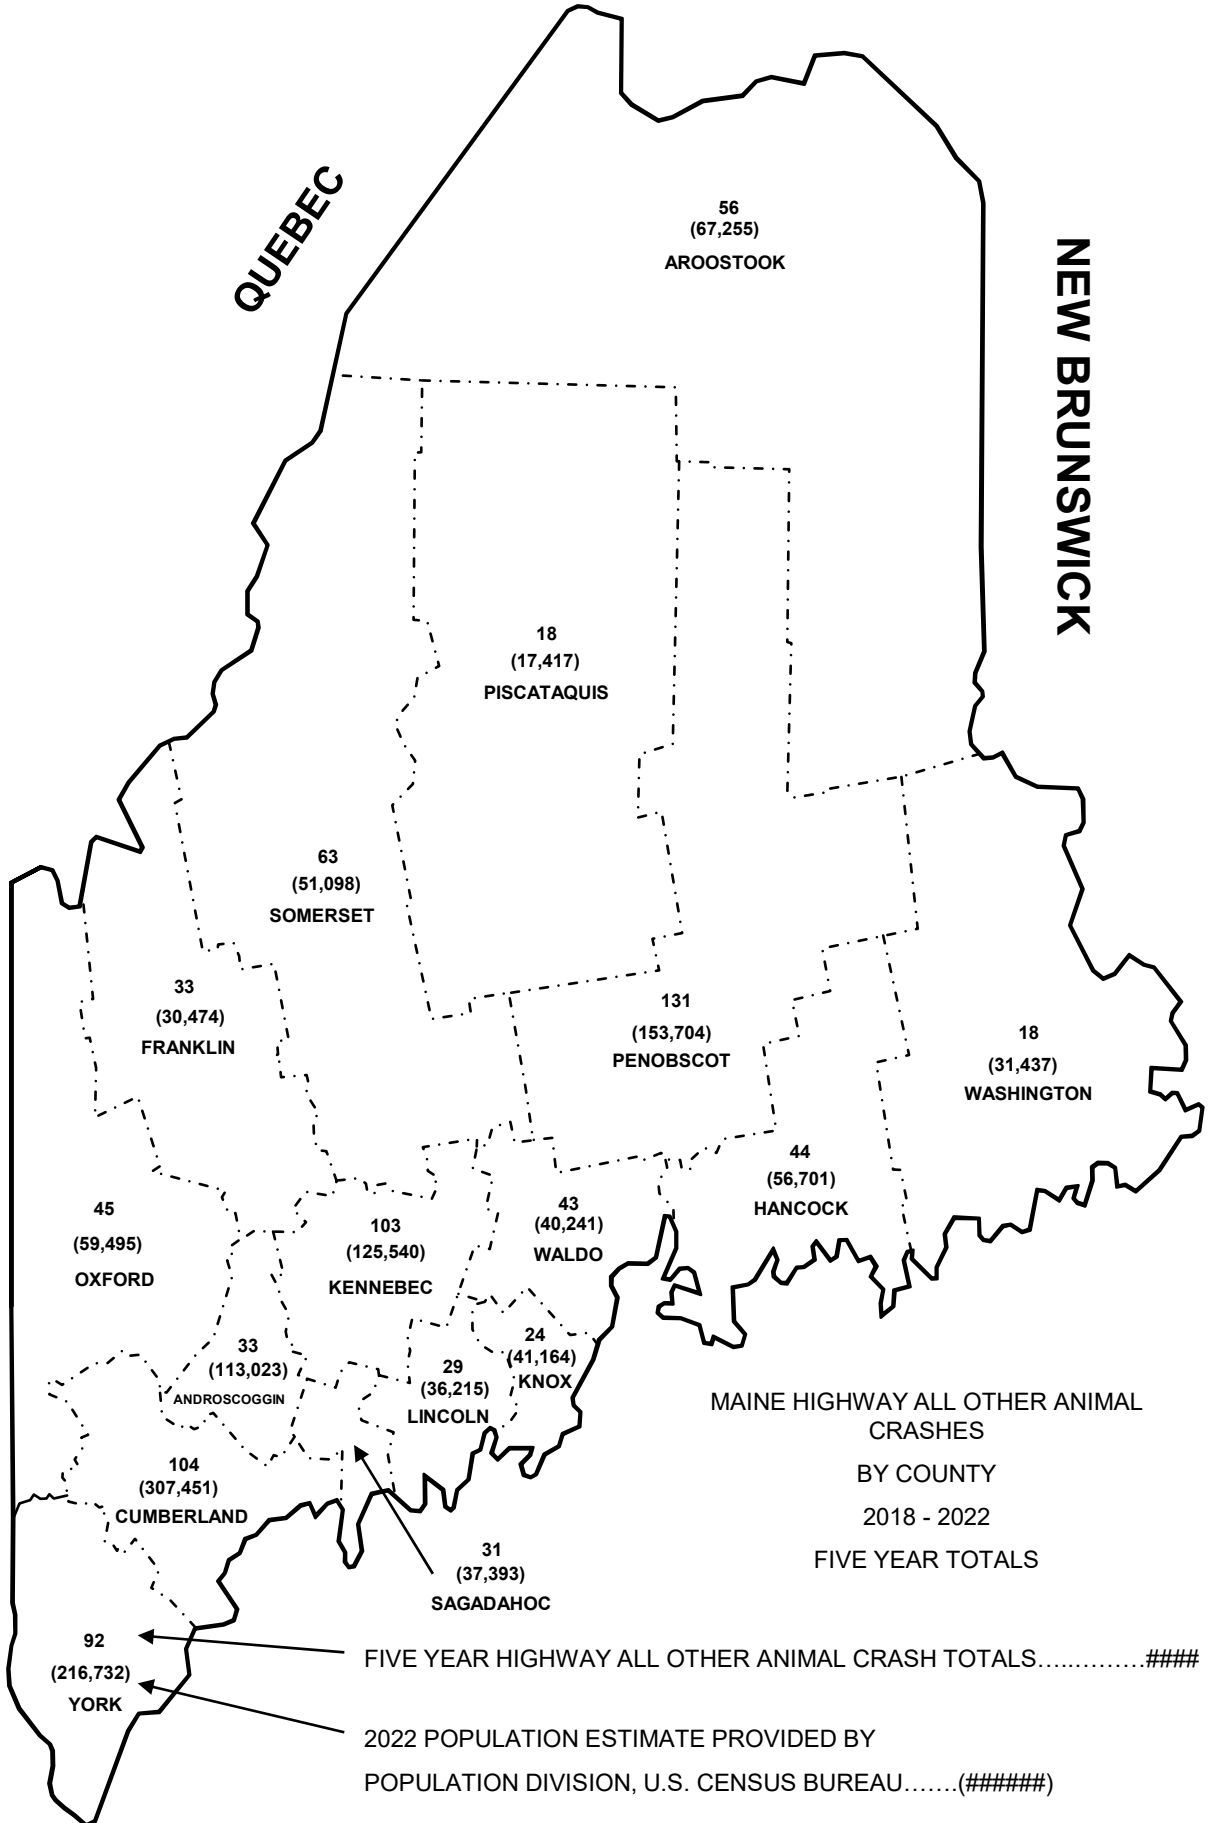 QUEBEC
NEW BRUNSWICK
56
(67,255)
AROOSTOOK
18
(17,417)
PISCATAQUIS
63
(51,098)
SOMERSET
33
(30,474)
FRANKLIN
131
(153,704)
PENOBSCOT
18
(31,437)
WASHINGTON
44
(56,701)
HANCOCK
45
(59,495)
OXFORD
103
(125,540)
KENNEBEC
43
(40,241)
WALDO
33
(113,023)
ANDROSCOGGIN
29
(36,215)
LINCOLN
24
(41,164)
KNOX
104
(307,451)
CUMBERLAND
31
(37,393)
SAGADAHOC
92
(216,732)
YORK
MAINE HIGHWAY ALL OTHER ANIMAL
CRASHES
BY COUNTY
2018 - 2022
FIVE YEAR TOTALS
FIVE YEAR HIGHWAY ALL OTHER ANIMAL CRASH TOTALS…..………####
2022 POPULATION ESTIMATE PROVIDED BY
POPULATION DIVISION, U.S. CENSUS BUREAU…….(######)